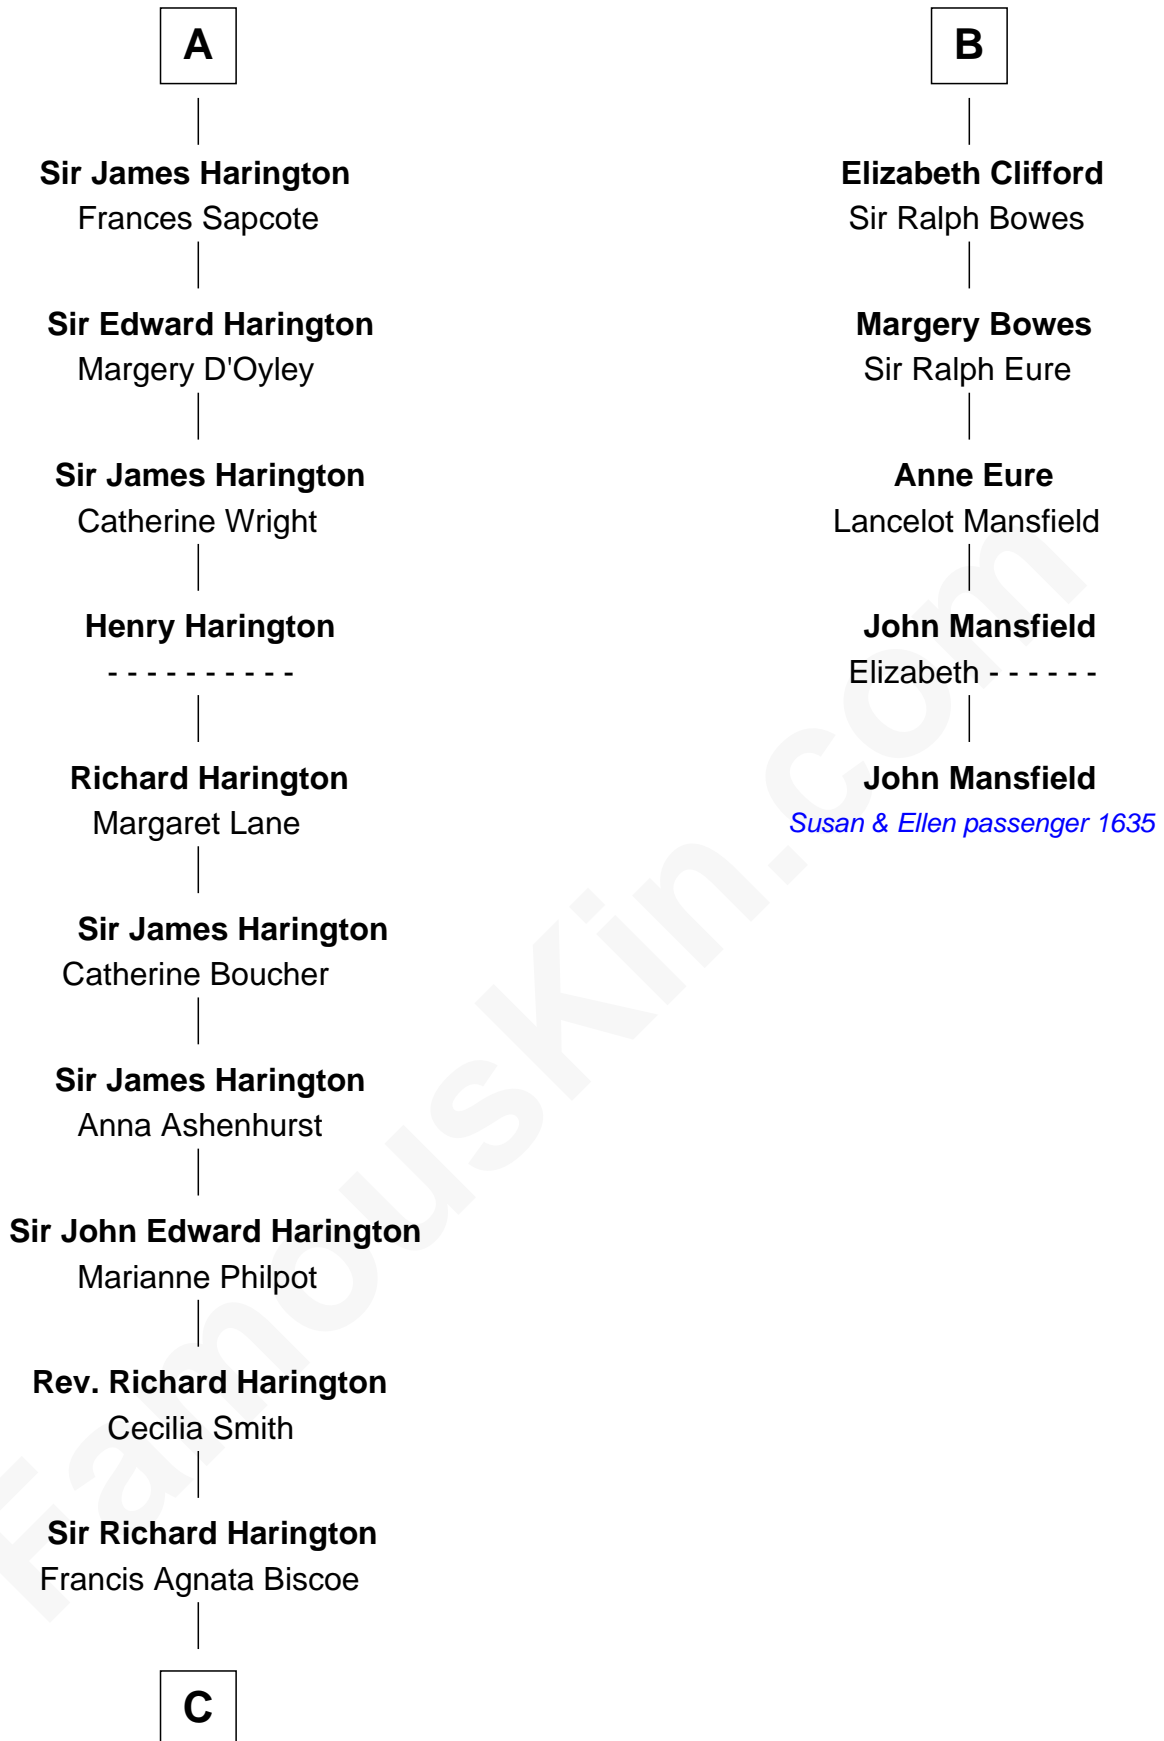 A
Sir James Harington
Frances Sapcote
Sir Edward Harington
Margery D'Oyley
Sir James Harington
Catherine Wright
Henry Harington
- - - - - - - - - -
Richard Harington
Margaret Lane
Sir James Harington
Catherine Boucher
Sir James Harington
Anna Ashenhurst
Sir John Edward Harington
Marianne Philpot
Rev. Richard Harington
Cecilia Smith
Sir Richard Harington
Francis Agnata Biscoe
C
B
Elizabeth Clifford
Sir Ralph Bowes
Margery Bowes
Sir Ralph Eure
Anne Eure
Lancelot Mansfield
John Mansfield
Elizabeth - - - - - -
John Mansfield
Susan & Ellen passenger 1635
FamousKin.com